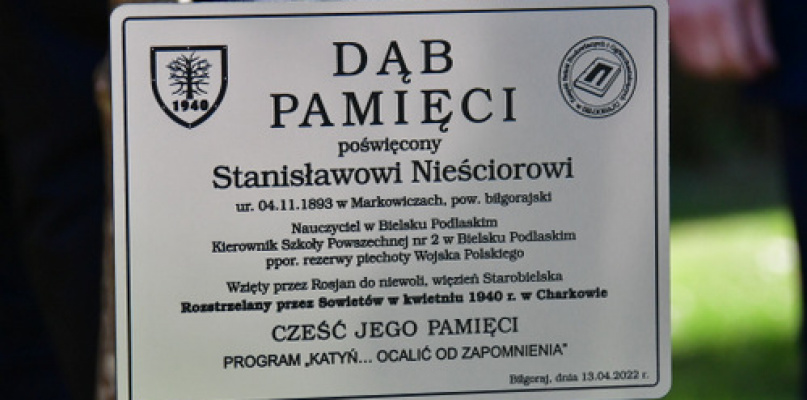 DĄB
PAMIĘCI
1940
poświęcony
Stanisławowi Nieściorowi
ur. 04.11.1893 w Markowiczach, pow. biłgorajski
Nauczyciel w Bielsku Podlaskim
Kierownik Szkoły Powszechnej nr 2 w Bielsku Podlaskim
ppor. rezerwy piechoty Wojska Polskiego
Wzięty przez Rosjan do niewoli, więzień Starobielska
Rozstrzelany przez Sowietów w kwietniu 1940 r. w Charkowie
CZEŚĆ JEGO PAMIĘCI
PROGRAM „KATYŃ... OCALIĆ OD ZAPOMNIENIA"
Biłgoraj, dnia 13.04.2022 r.